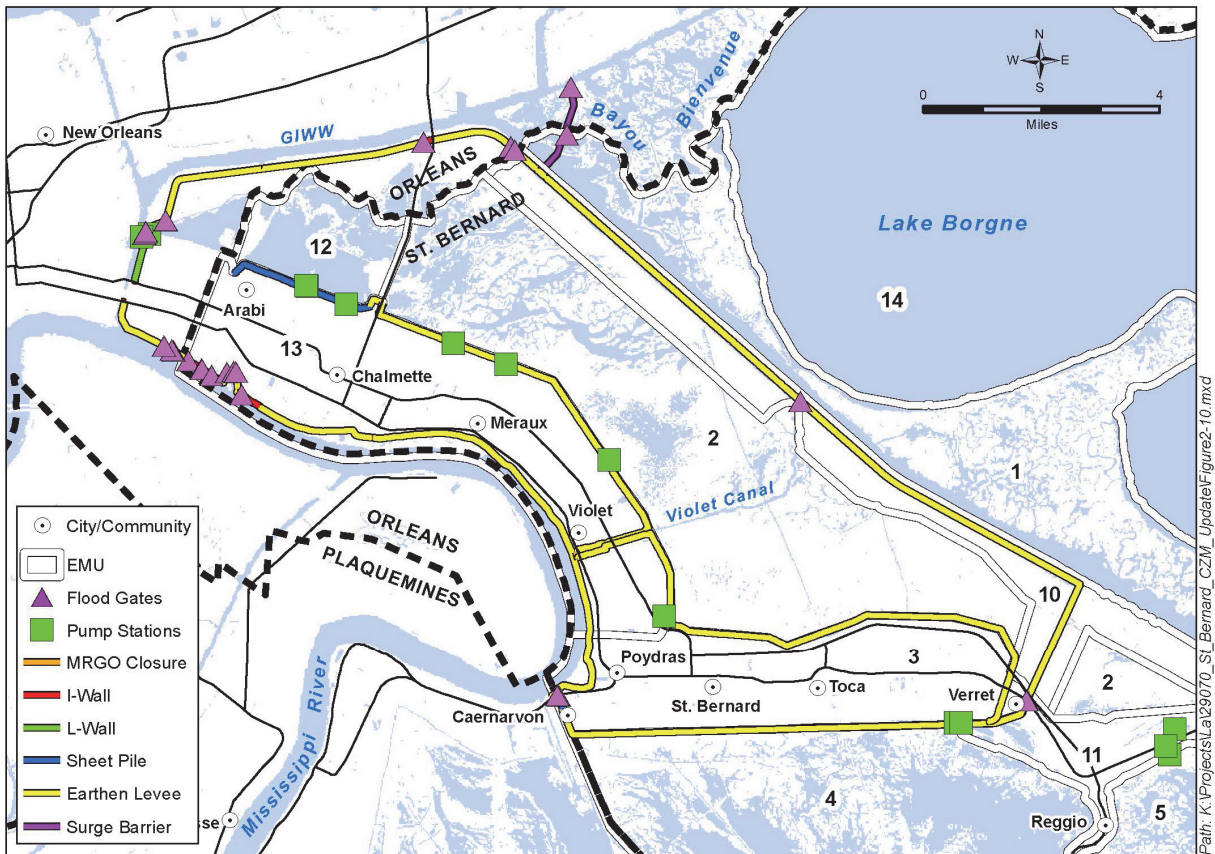 N
W
E
S
0
4
Miles
New Orleans
GIWW
Bayou
Bienvenue
ORLEANS
ST. BERNARD
Lake Borgne
12
14
Arabi
13
Chalmette
Meraux
2
1
Violet
Violet Canal
ORLEANS
PLAQUEMINES
10
Poydras
3
2
St. Bernard
Toca
Verret
Caernarvon
11
4
5
Reggio
Mississippi River
sse
City/Community
EMU
Flood Gates
Pump Stations
MRGO Closure
I-Wall
L-Wall
Sheet Pile
Earthen Levee
Surge Barrier
Path: K:\Projects\La\29070_St_Bernard_CZM_Update\Figure2-10.mxd